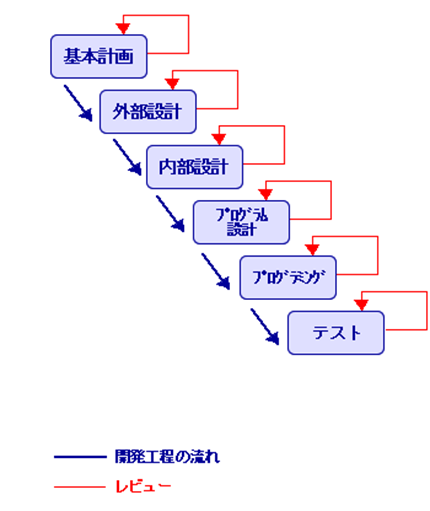 基本計画
外部設計
内部設計
ﾌﾟﾛｸﾞﾗﾑ
設計
ﾌﾟﾛｸﾞﾗﾐﾝｸﾞ
テスト
開発工程の流れ
レビュー